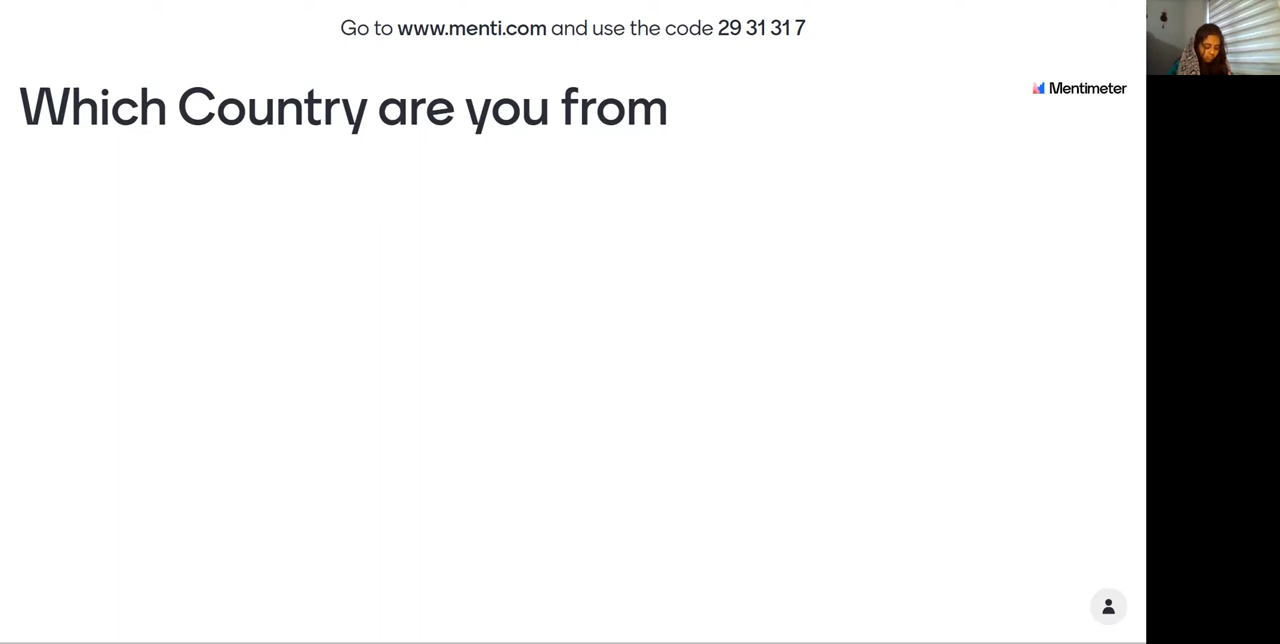 Go to www.menti.com and use the code 29 31 31 7
Which Country are you from
Mentimeter